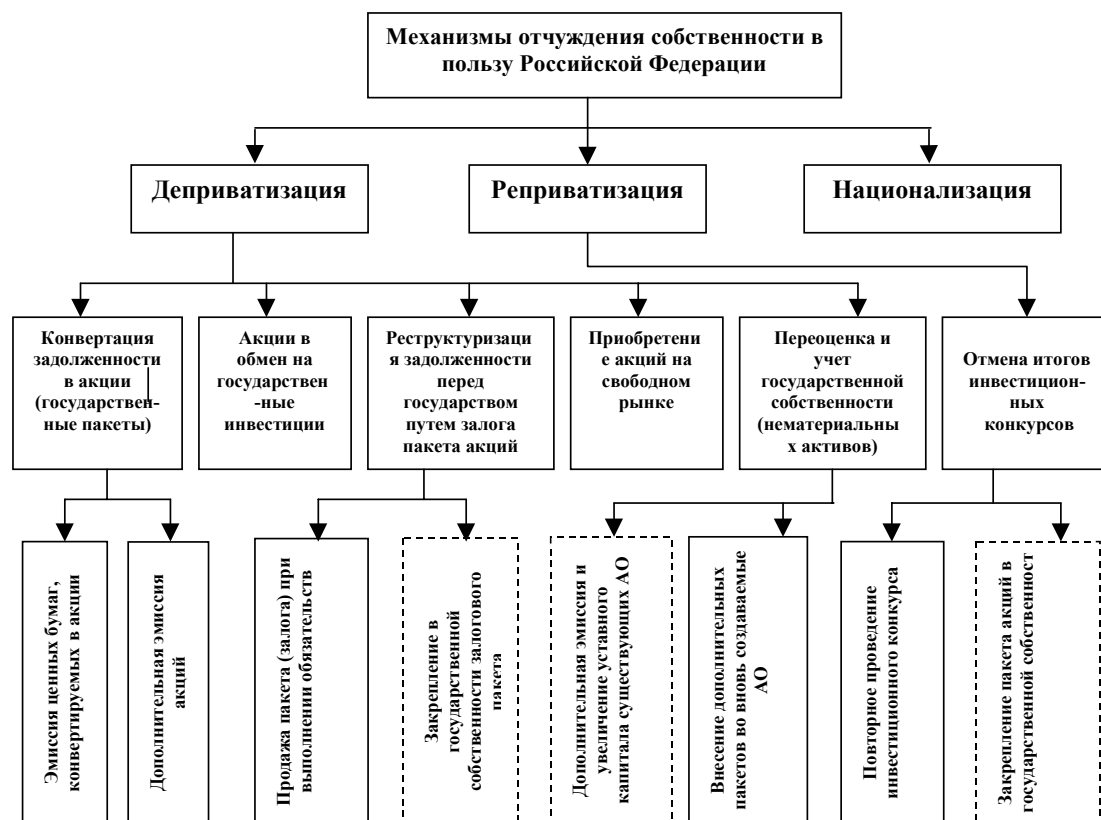 Механизмы отчуждения собственности в
пользу Российской Федерации
Деприватизация
Реприватизация
Национализация
Конвертация
задолженности
в акции
(государствен-
ные пакеты)
Акции в
обмен на
государствен
-ные
инвестиции
Реструктуризаци
я задолженности
перед
государством
путем залога
пакета акций
Приобретени
е акций на
свободном
рынке
Переоценка и
учет
государственной
собственности
(нематериальны
х активов)
Отмена итогов
инвестицион-
ных
конкурсов
Эмиссия ценных бумаг,
конвертируемых в акции
Дополнительная эмиссия
акций
Продажа пакета (залога) при
выполнении обязательств
Закрепление в
государственной
собственности залогового
пакета
Дополнительная эмиссия и
увеличение уставного
капитала существующих АО
Внесение дополнительных
пакетов во вновь создаваемые
АО
Повторное проведение
инвестиционного конкурса
Закрепление пакета акций в
государственной собственност